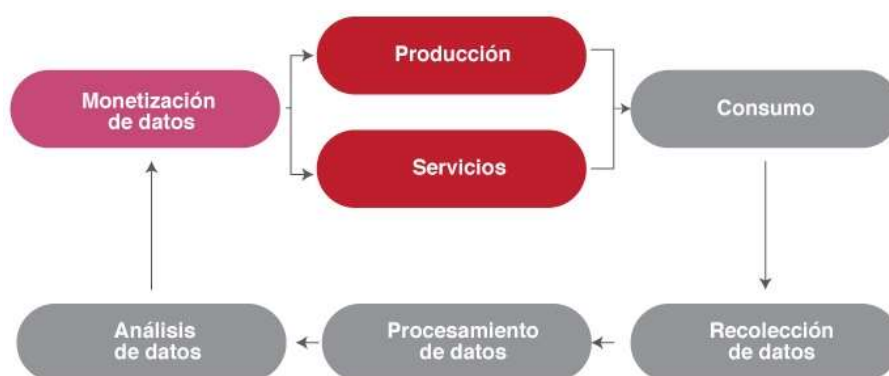 Producción
Monetización
de datos
Consumo
Servicios
Análisis
de datos
Procesamiento
de datos
Recolección
de datos